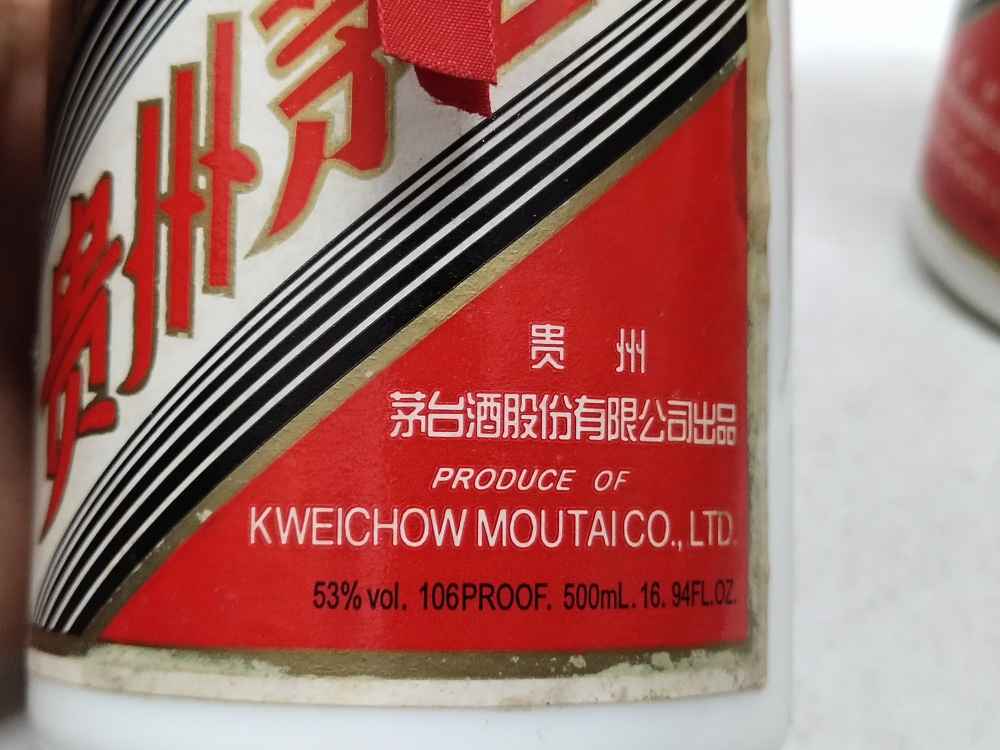 贵州茅
贵州
茅台酒股份有限公司出品
PRODUCE OF
KWEICHOW MOUTAI CO., LTD.
53% vol. 106PROOF. 500mL. 16.94FL.OZ.